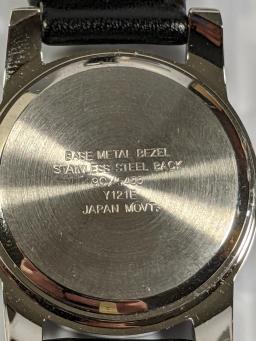 BASE METAL BEZEL
STAINLESS STEEL BACK
Y121E
JAPAN MOVT.